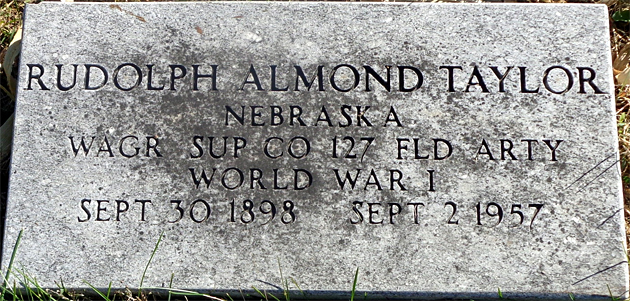 RUDOLPH ALMOND TAYLOR
NEBRASKA
WAGR SUP CO 127 FLD ARTY
WORLD WAR I
SEPT 30 1898 SEPT 2 1957